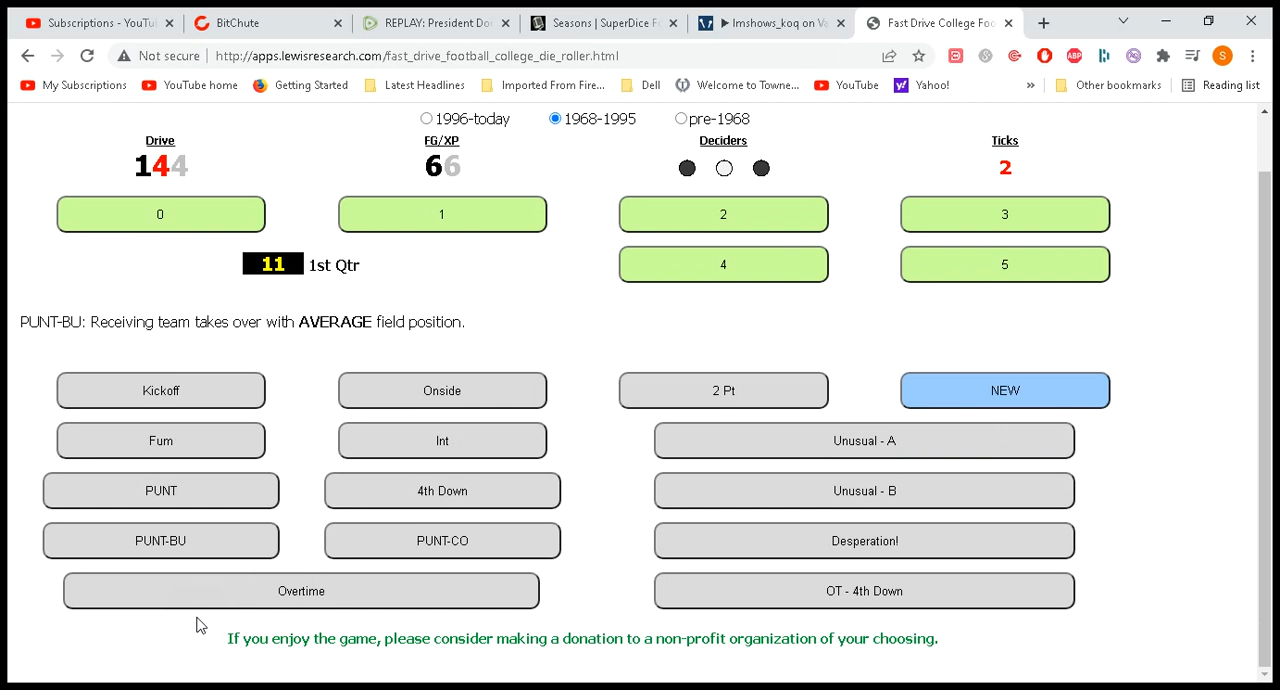 Subscriptions - YouTu
BitChute
REPLAY: President Do
Seasons | SuperDice Fo
▶ Imshows_koq on Va
Fast Drive College Foo
Not secure | http://apps.lewisresearch.com/fast_drive_football_college_die_roller.html
ABP
S
My Subscriptions
YouTube home
Getting Started
Latest Headlines
Imported From Fire...
Dell
Welcome to Towne...
YouTube
Yahoo!
»
Other bookmarks
Reading list
1996-today 1968-1995 pre-1968
Drive FG/XP Deciders Ticks
144 66 2
0 1 2 3
11 1st Qtr 4 5
PUNT-BU: Receiving team takes over with AVERAGE field position.
Kickoff Onside 2 Pt NEW
Fum Int Unusual - A
PUNT 4th Down Unusual - B
PUNT-BU PUNT-CO Desperation!
Overtime OT - 4th Down
If you enjoy the game, please consider making a donation to a non-profit organization of your choosing.